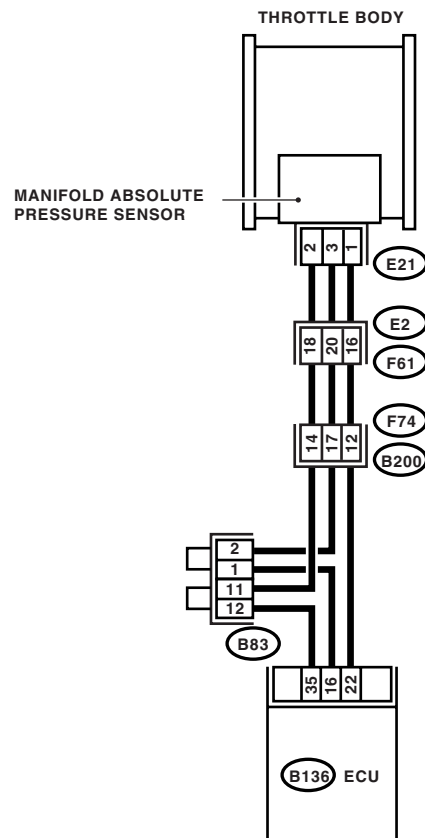 THROTTLE BODY
MANIFOLD ABSOLUTE
PRESSURE SENSOR
2 3 1
E21
E2
18 20 16
F61
F74
14 17 12
B200
2
1
11
12
B83
35 16 22
B136 ECU